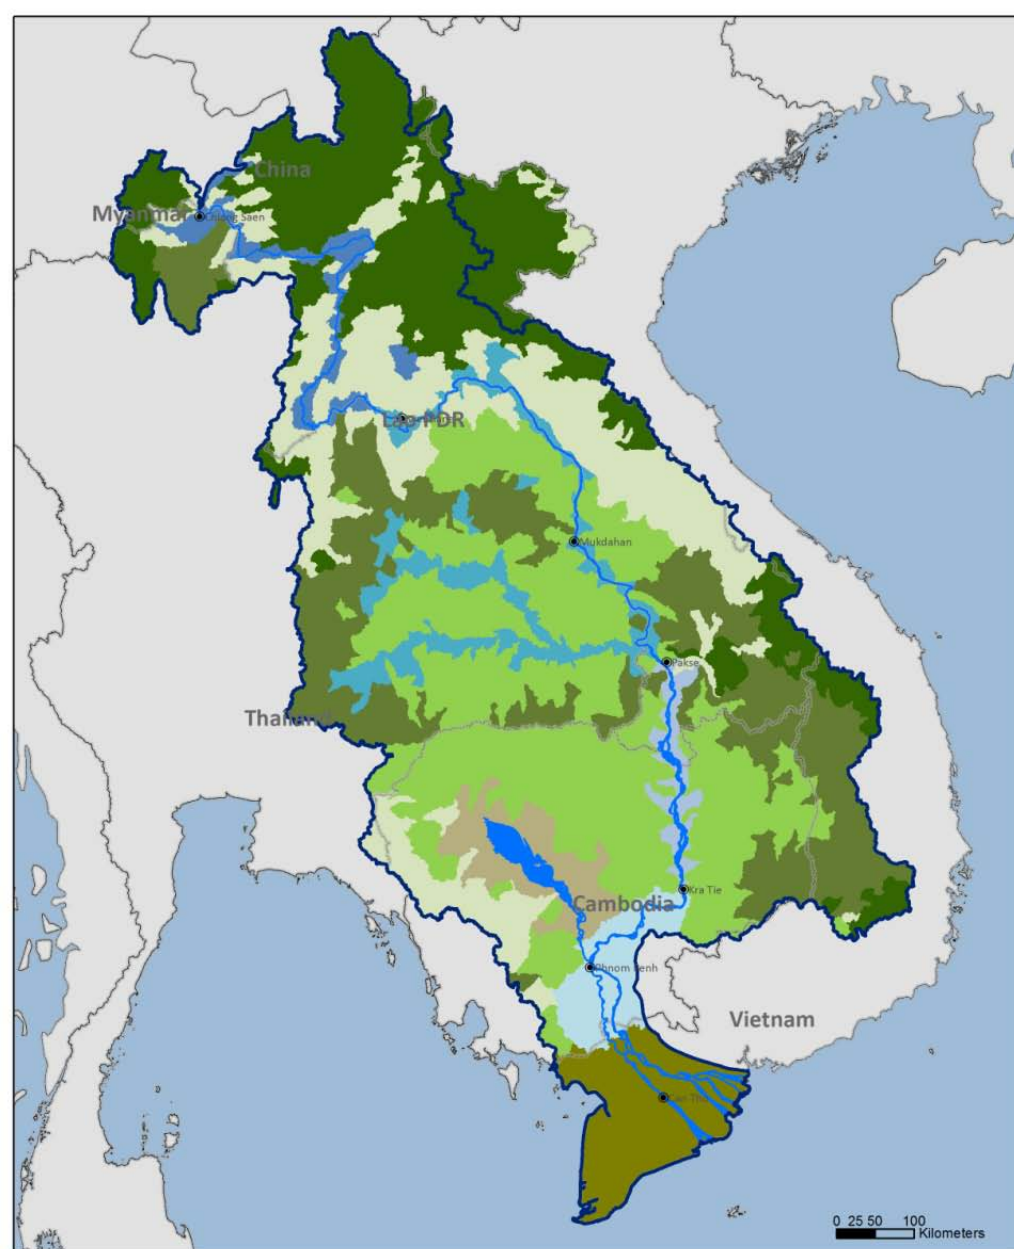 China
Myanmar
Chiang Saen
Lao PDR
Mukdahan
Pakse
Thailand
Kra Tie
Cambodia
Phnom Penh
Vietnam
Can Tho
0 25 50 100
Kilometers